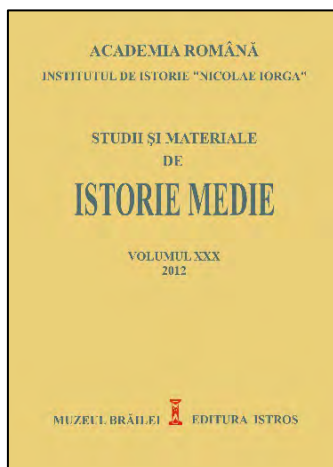 ACADEMIA ROMÂNĂ
INSTITUTUL DE ISTORIE "NICOLAE IORGA"
STUDII ȘI MATERIALE
DE
ISTORIE MEDIE
VOLUMUL XXX
2012
MUZEUL BRĂILEI EDITURA ISTROS